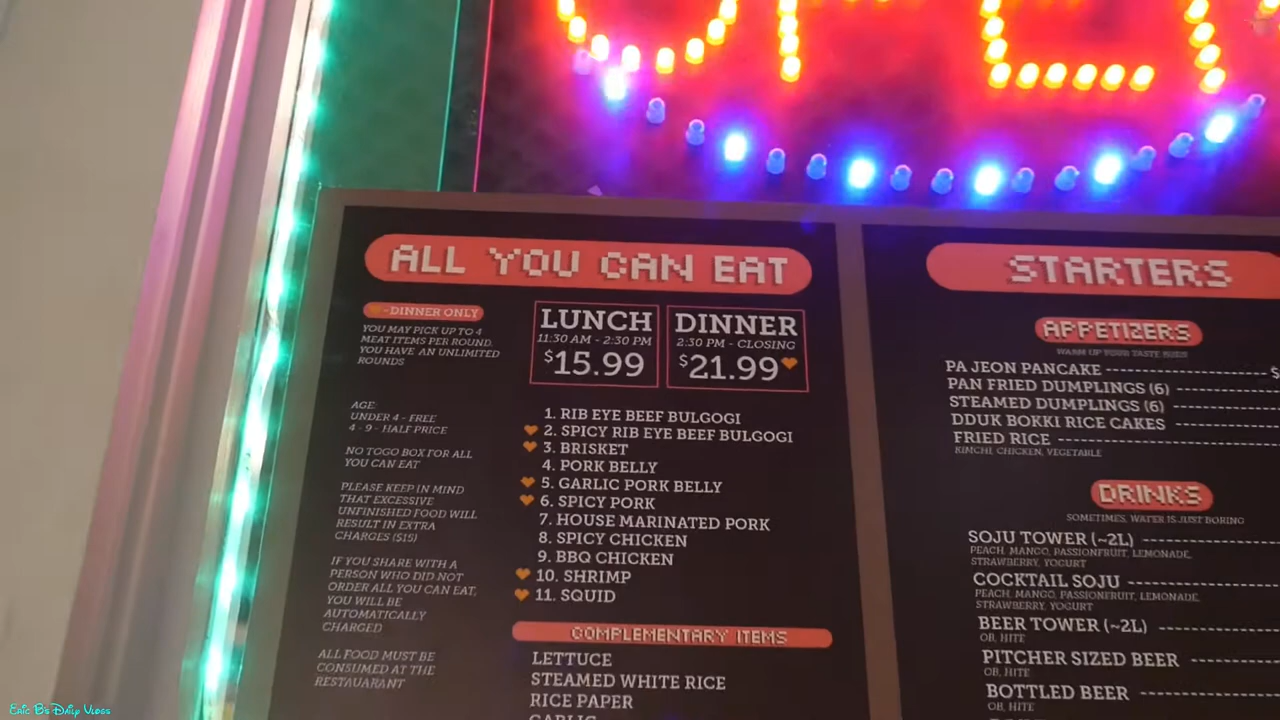 OPEN
ALL YOU CAN EAT
-DINNER ONLY
YOU MAY PICK UP TO 4
MEAT ITEMS PER ROUND.
YOU HAVE AN UNLIMITED
ROUNDS
LUNCH
11:30 AM - 2:30 PM
$15.99
DINNER
2:30 PM - CLOSING
$21.99
AGE:
UNDER 4 - FREE
4 - 9 - HALF PRICE
NO TOGO BOX FOR ALL
YOU CAN EAT
PLEASE KEEP IN MIND
THAT EXCESSIVE
UNFINISHED FOOD WILL
RESULT IN EXTRA
CHARGES ($15)
IF YOU SHARE WITH A
PERSON WHO DID NOT
ORDER ALL YOU CAN EAT,
YOU WILL BE
AUTOMATICALLY
CHARGED
ALL FOOD MUST BE
CONSUMED AT THE
RESTAUARANT
1. RIB EYE BEEF BULGOGI
2. SPICY RIB EYE BEEF BULGOGI
3. BRISKET
4. PORK BELLY
5. GARLIC PORK BELLY
6. SPICY PORK
7. HOUSE MARINATED PORK
8. SPICY CHICKEN
9. BBQ CHICKEN
10. SHRIMP
11. SQUID
COMPLEMENTARY ITEMS
LETTUCE
STEAMED WHITE RICE
RICE PAPER
GARLIC
STARTERS
APPETIZERS
WARM UP YOUR TASTE BUDS
PA JEON PANCAKE ---------------------- $
PAN FRIED DUMPLINGS (6) --------------
STEAMED DUMPLINGS (6) --------------
DDUK BOKKI RICE CAKES --------------
FRIED RICE -----------------------------
KIMCHI, CHICKEN, VEGETABLE
DRINKS
SOMETIMES, WATER IS JUST BORING
SOJU TOWER (~2L) ------------------
PEACH, MANGO, PASSIONFRUIT, LEMONADE,
STRAWBERRY, YOGURT
COCKTAIL SOJU --------------------
PEACH, MANGO, PASSIONFRUIT, LEMONADE,
STRAWBERRY, YOGURT
BEER TOWER (~2L) -----------------
OB, HITE
PITCHER SIZED BEER --------------
OB, HITE
BOTTLED BEER -------------------
OB, HITE
Eric B's Daily Vlogs